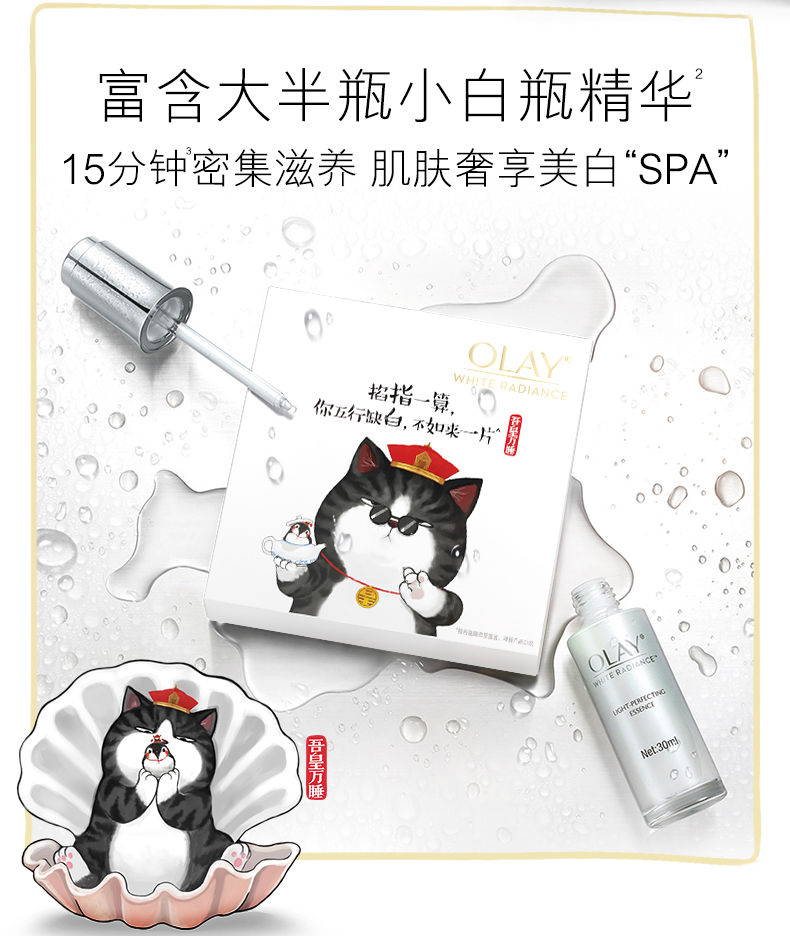 富含大半瓶小白瓶精华²
15分钟³密集滋养 肌肤奢享美白“SPA”
OLAY®
WHITE RADIANCE
掐指一算,
你五行缺白, 不如来一片^
吾皇万睡
OLAY®
WHITE RADIANCE™
LIGHT-PERFECTING
ESSENCE
Net:30ml
吾皇万睡